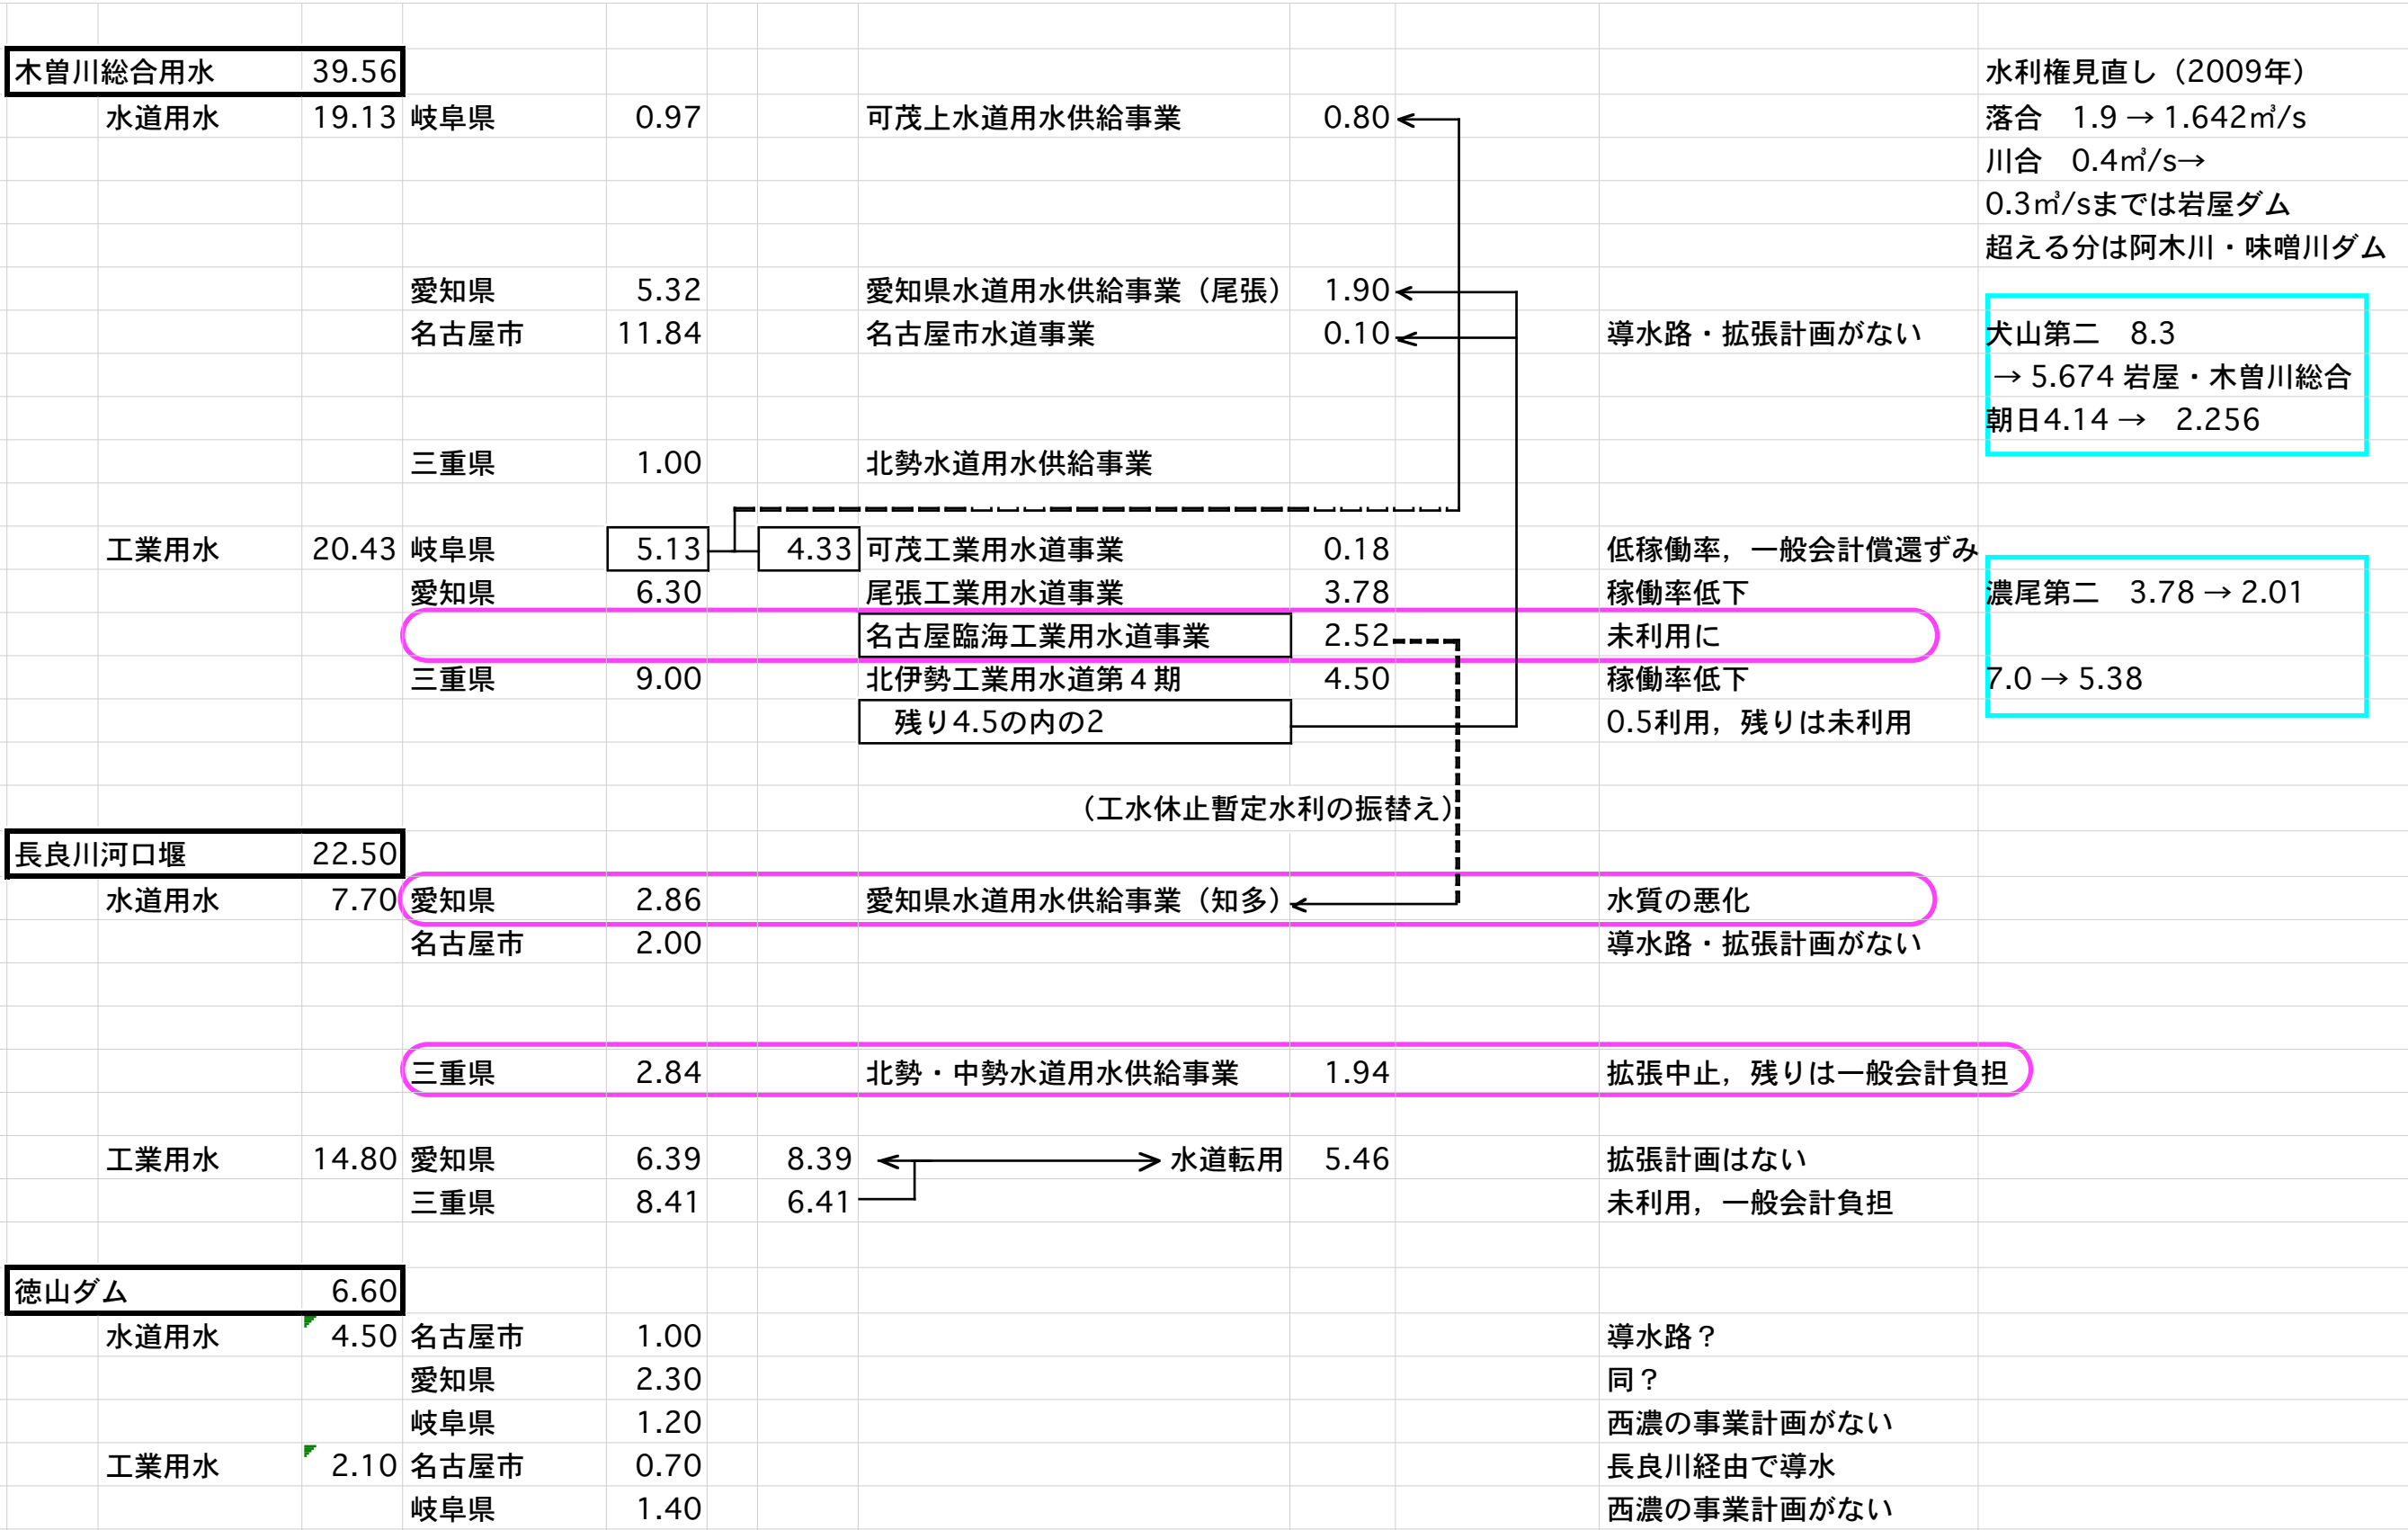 木曽川総合用水 39.56 水利権見直し（2009年）
水道用水 19.13 岐阜県 0.97 可茂上水道用水供給事業 0.80 落合　1.9 → 1.642㎥/s
川合　0.4㎥/s→
0.3㎥/sまでは岩屋ダム
超える分は阿木川・味噌川ダム
愛知県 5.32 愛知県水道用水供給事業（尾張） 1.90
名古屋市 11.84 名古屋市水道事業 0.10 導水路・拡張計画がない 犬山第二　8.3
→ 5.674 岩屋・木曽川総合
朝日4.14 →　2.256
三重県 1.00 北勢水道用水供給事業
工業用水 20.43 岐阜県 5.13 4.33 可茂工業用水道事業 0.18 低稼働率，一般会計償還ずみ
愛知県 6.30 尾張工業用水道事業 3.78 稼働率低下 濃尾第二　3.78 → 2.01
名古屋臨海工業用水道事業 2.52 未利用に
三重県 9.00 北伊勢工業用水道第４期 4.50 稼働率低下 7.0 → 5.38
残り4.5の内の2 0.5利用，残りは未利用
（工水休止暫定水利の振替え）
長良川河口堰 22.50
水道用水 7.70 愛知県 2.86 愛知県水道用水供給事業（知多） 水質の悪化
名古屋市 2.00 導水路・拡張計画がない
三重県 2.84 北勢・中勢水道用水供給事業 1.94 拡張中止，残りは一般会計負担
工業用水 14.80 愛知県 6.39 8.39 水道転用 5.46 拡張計画はない
三重県 8.41 6.41 未利用，一般会計負担
徳山ダム 6.60
水道用水 4.50 名古屋市 1.00 導水路？
愛知県 2.30 同？
岐阜県 1.20 西濃の事業計画がない
工業用水 2.10 名古屋市 0.70 長良川経由で導水
岐阜県 1.40 西濃の事業計画がない